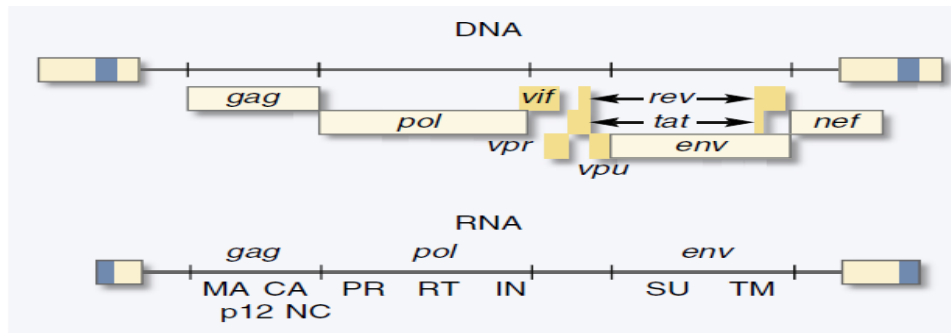 DNA
gag vif rev
pol tat nef
vpr env
vpu
RNA
gag pol env
MA CA PR RT IN SU TM
p12 NC